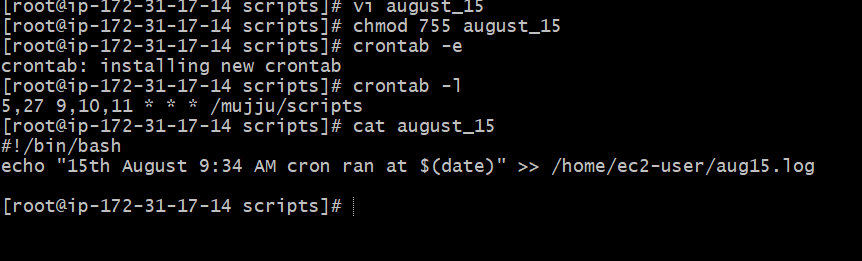 [root@ip-172-31-17-14 scripts]# vi august_15
[root@ip-172-31-17-14 scripts]# chmod 755 august_15
[root@ip-172-31-17-14 scripts]# crontab -e
crontab: installing new crontab
[root@ip-172-31-17-14 scripts]# crontab -l
5,27 9,10,11 * * * /mujju/scripts
[root@ip-172-31-17-14 scripts]# cat august_15
#!/bin/bash
echo "15th August 9:34 AM cron ran at $(date)" >> /home/ec2-user/aug15.log
[root@ip-172-31-17-14 scripts]#